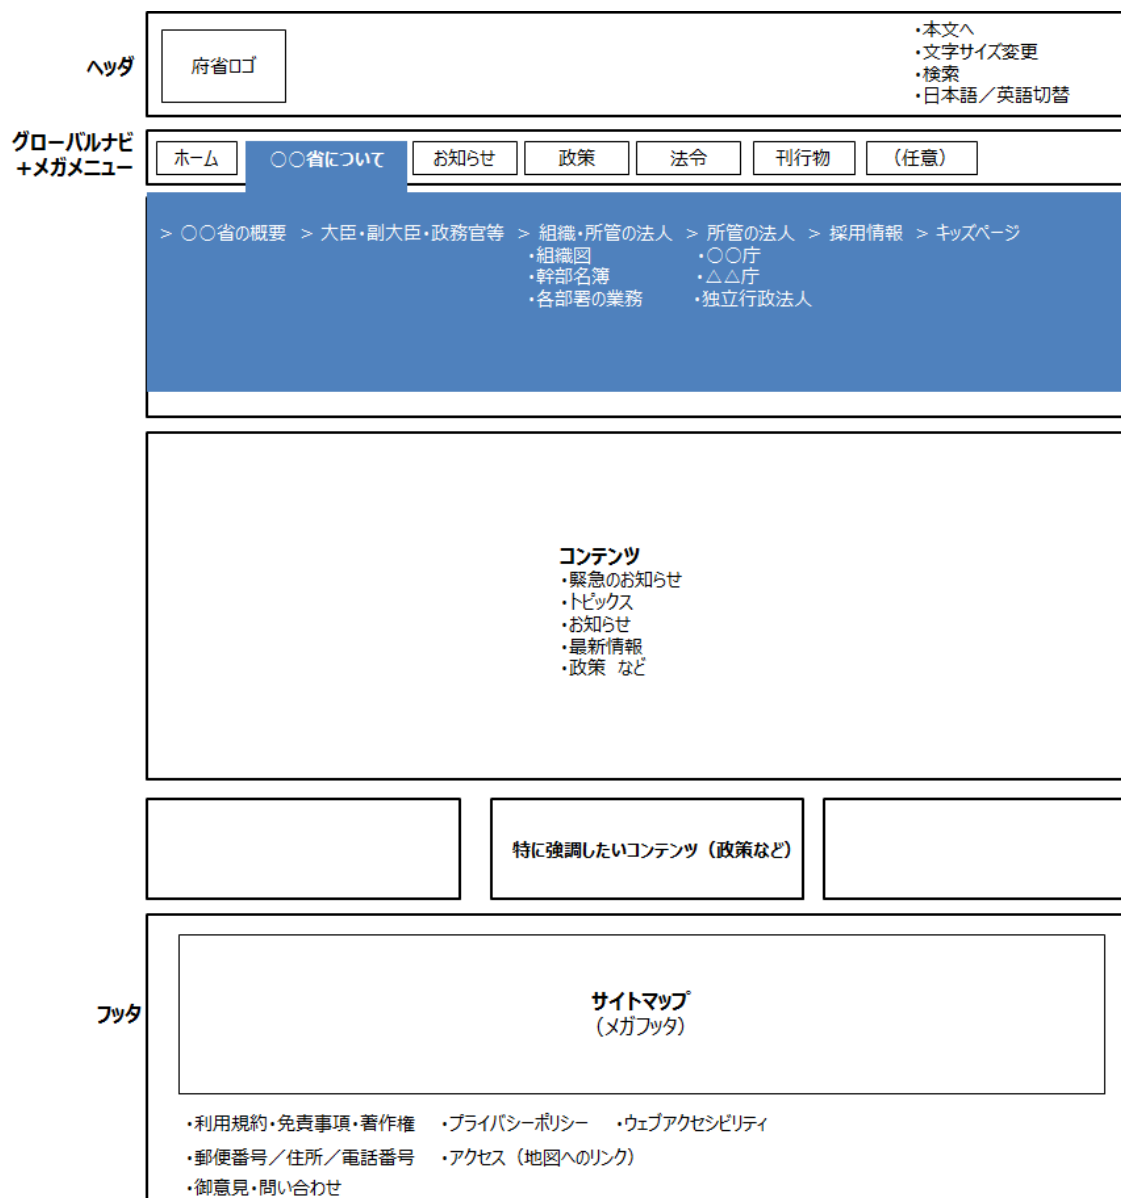 ヘッダ
府省ロゴ
・本文へ
・文字サイズ変更
・検索
・日本語／英語切替
グローバルナビ
＋メガメニュー
ホーム
○○省について
お知らせ
政策
法令
刊行物
（任意）
＞ ○○省の概要 ＞ 大臣・副大臣・政務官等 ＞ 組織・所管の法人 ＞ 所管の法人 ＞ 採用情報 ＞ キッズページ
・組織図 ・○○庁
・幹部名簿 ・△△庁
・各部署の業務 ・独立行政法人
コンテンツ
・緊急のお知らせ
・トピックス
・お知らせ
・最新情報
・政策 など
特に強調したいコンテンツ（政策など）
フッタ
サイトマップ
（メガフッタ）
・利用規約・免責事項・著作権 ・プライバシーポリシー ・ウェブアクセシビリティ
・郵便番号／住所／電話番号 ・アクセス（地図へのリンク）
・御意見・問い合わせ